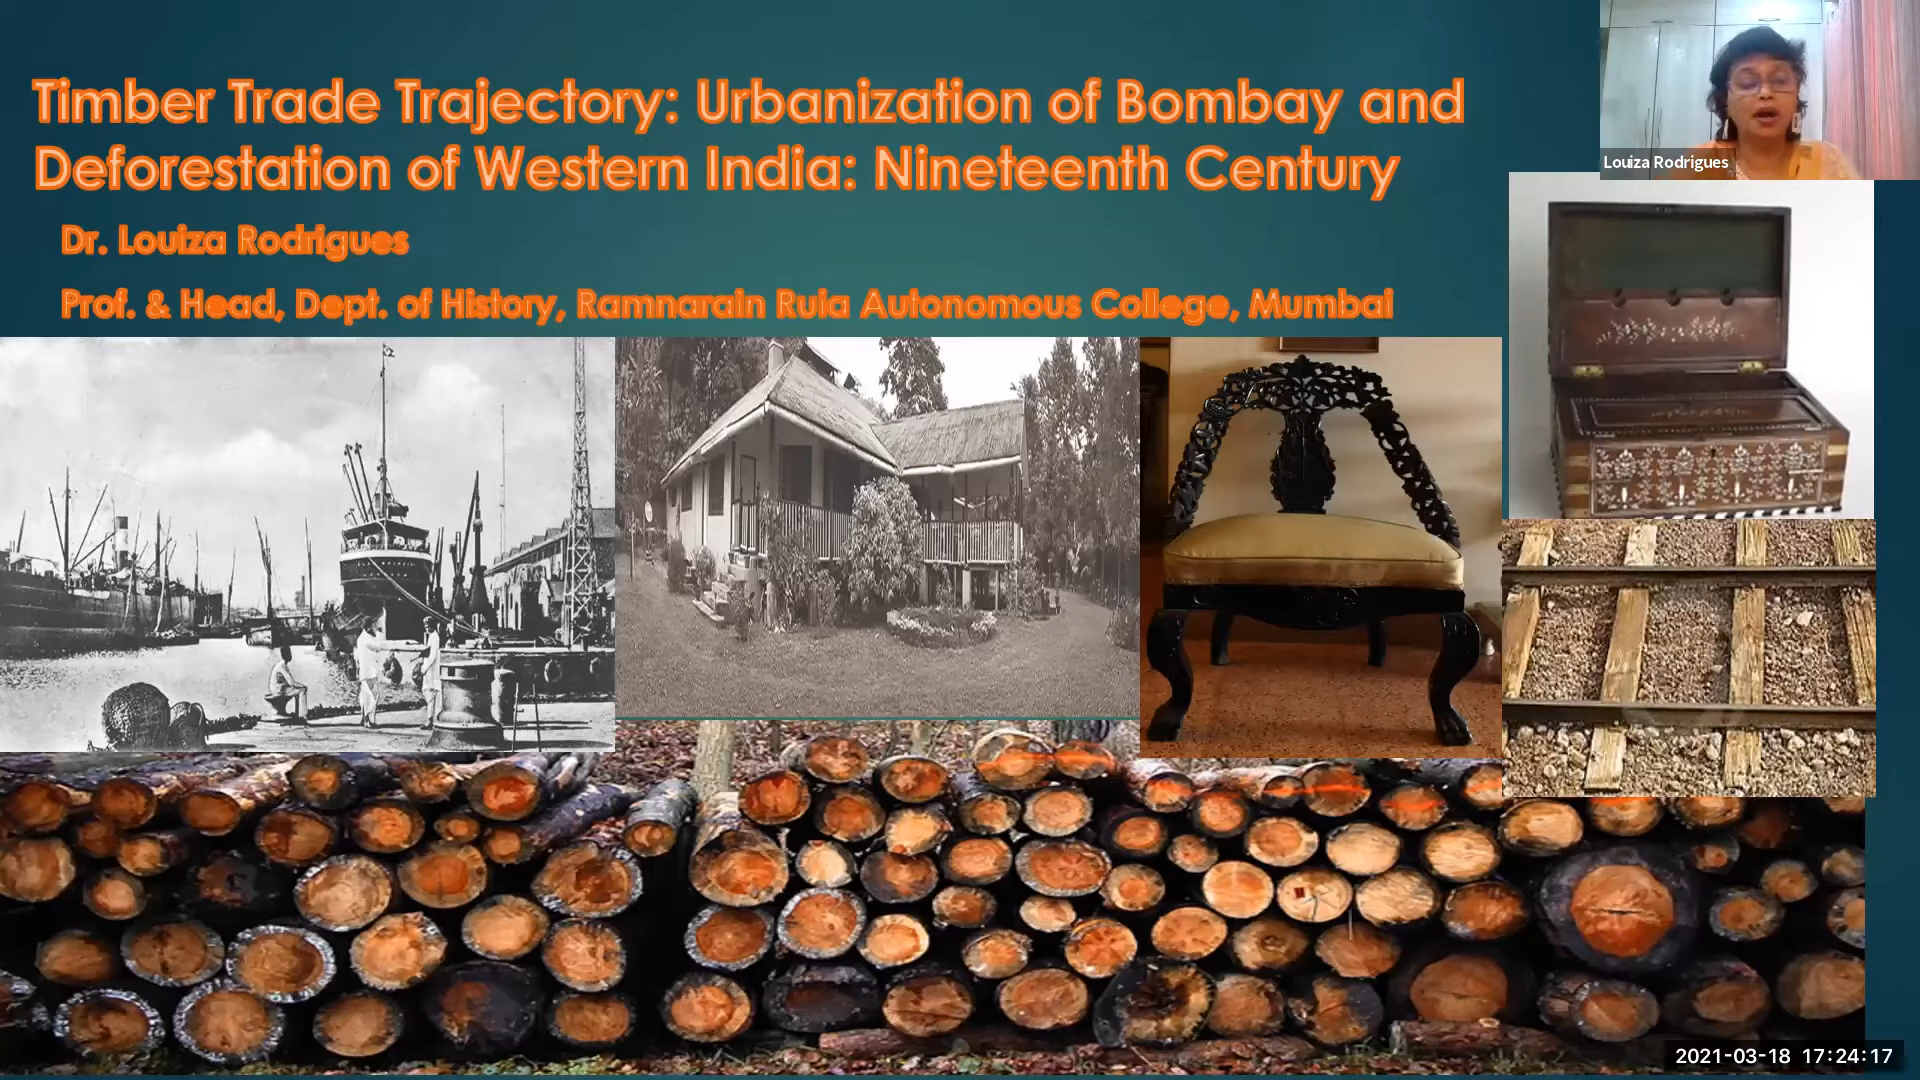 Timber Trade Trajectory: Urbanization of Bombay and
Deforestation of Western India: Nineteenth Century
Dr. Louiza Rodrigues
Prof. & Head, Dept. of History, Ramnarain Ruia Autonomous College, Mumbai
Louiza Rodrigues
2021-03-18 17:24:17